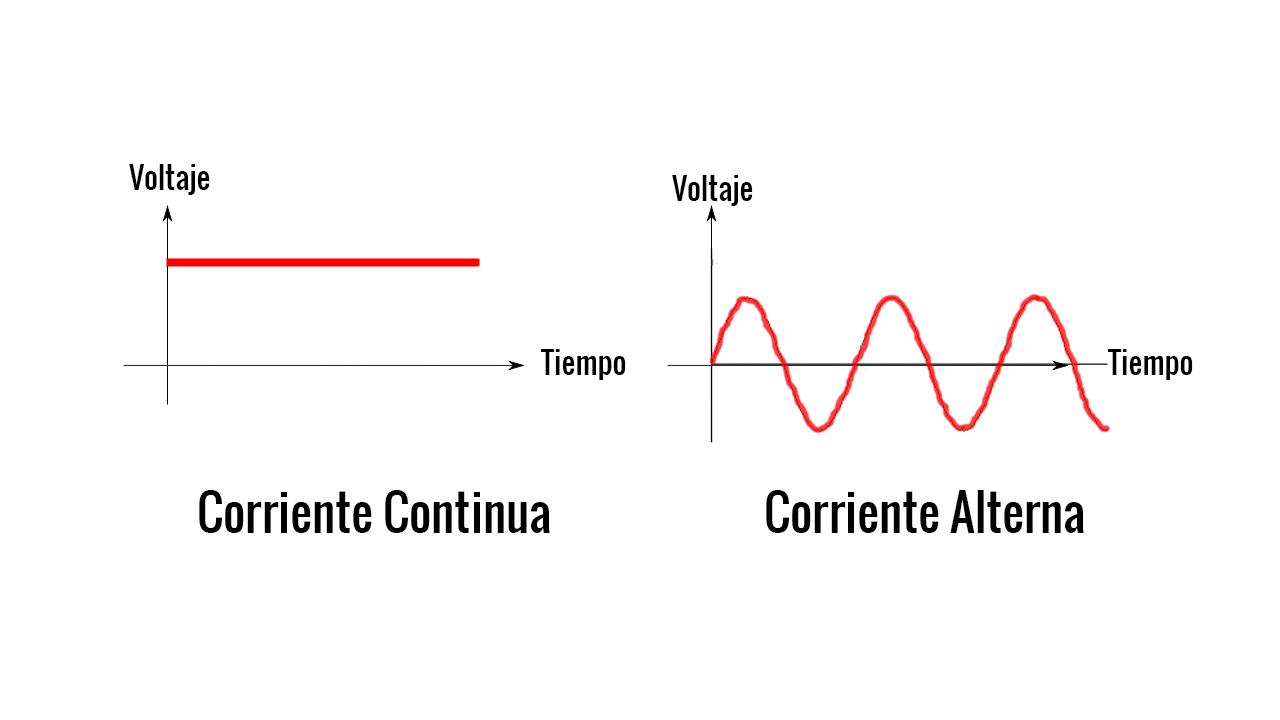 Voltaje
Tiempo
Corriente Continua
Voltaje
Tiempo
Corriente Alterna